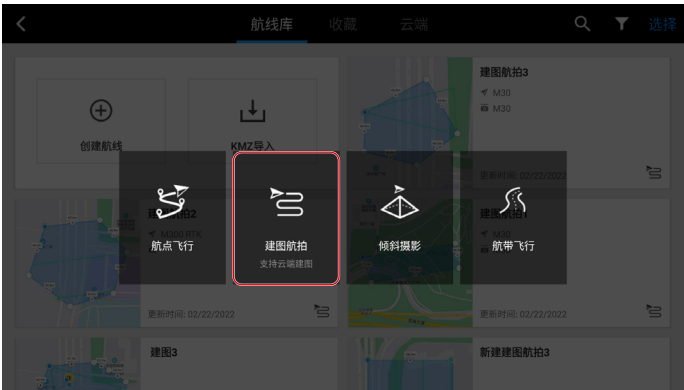 航线库
收藏
云端
选择
创建航线
KMZ导入
建图航拍3
M30
M30
更新时间: 02/22/2022
航点飞行
建图航拍
支持云端建图
倾斜摄影
航带飞行
M300 RTK
更新时间: 02/22/2022
M30
更新时间: 02/22/2022
建图3
新建建图航拍3